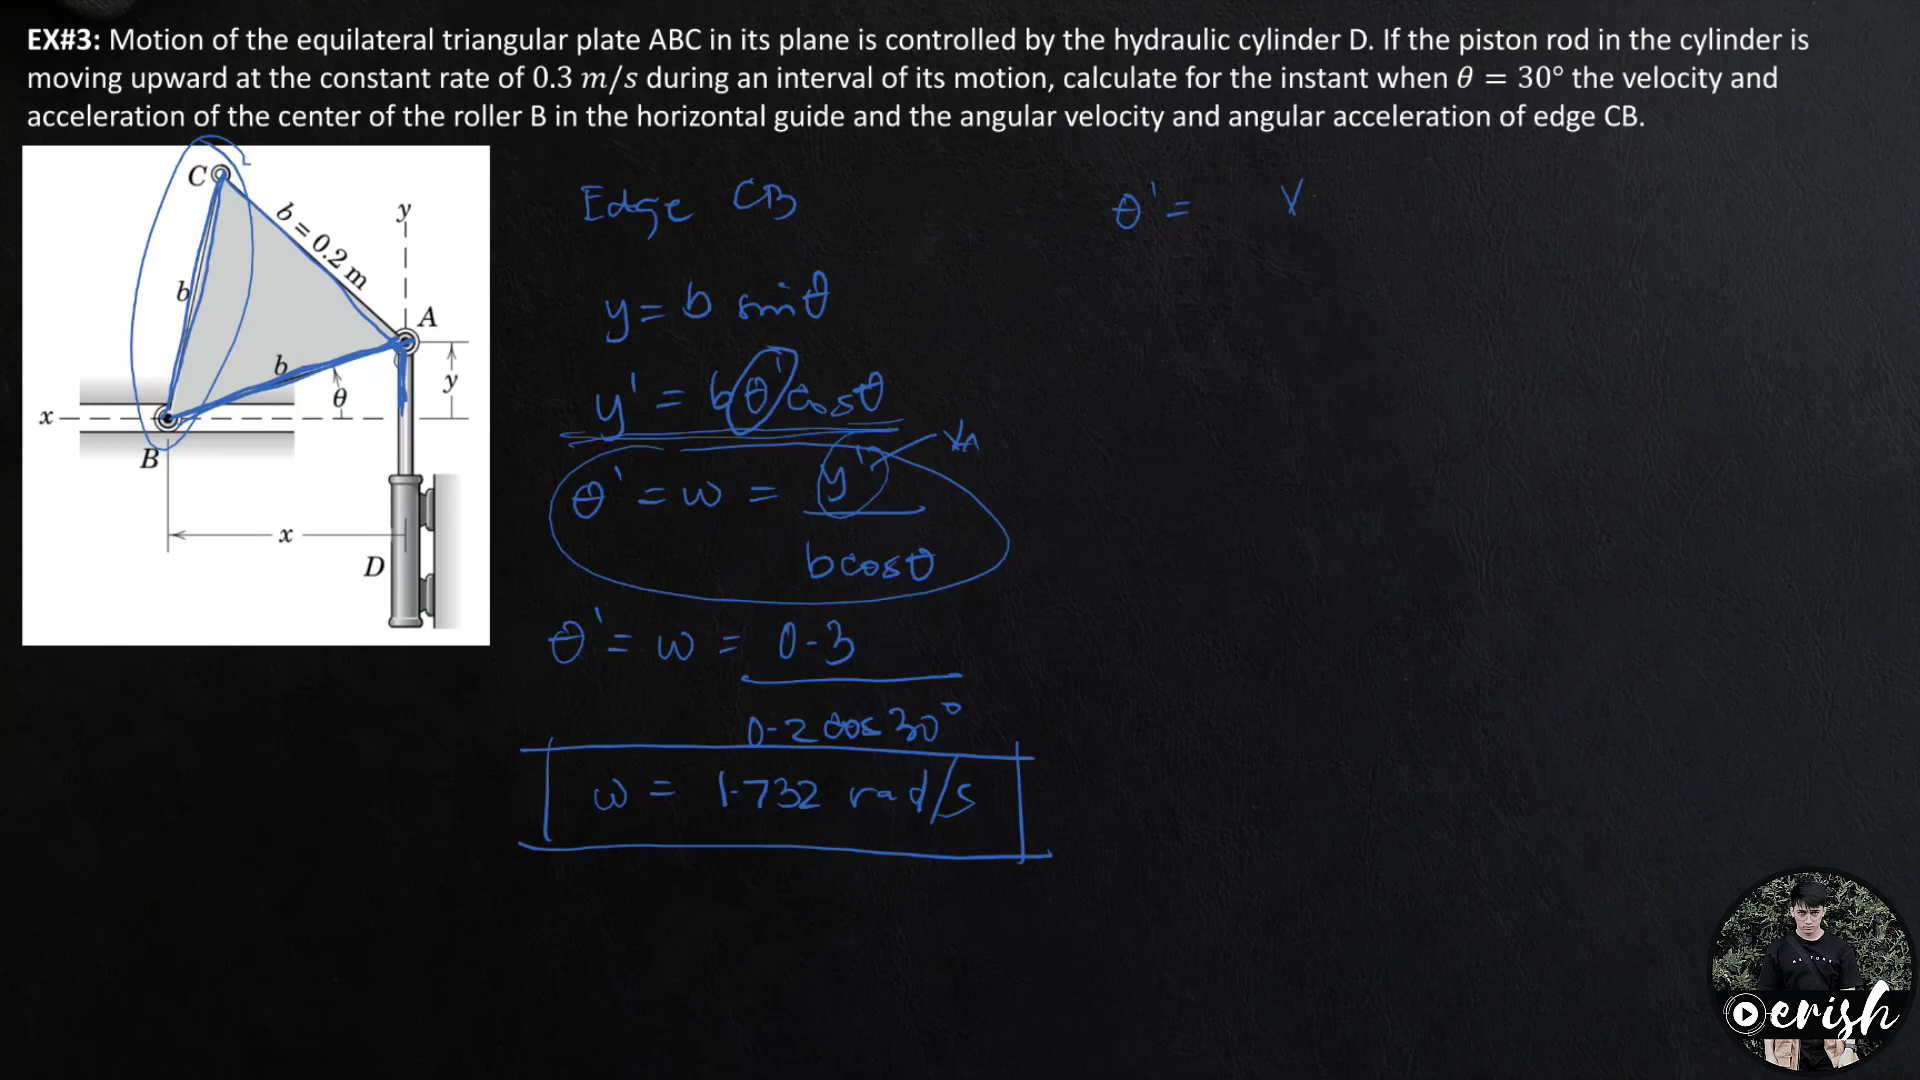 EX#3: Motion of the equilateral triangular plate ABC in its plane is controlled by the hydraulic cylinder D. If the piston rod in the cylinder is
moving upward at the constant rate of 0.3 m/s during an interval of its motion, calculate for the instant when θ = 30° the velocity and
acceleration of the center of the roller B in the horizontal guide and the angular velocity and angular acceleration of edge CB.
C
b = 0.2 m
y
A
b
b
θ
y
x
B
x
D
Edge CB
y = b sinθ
y' = bθ'cosθ
θ' = ω = y'
VA
bcosθ
θ' = ω = 0.3
0.2 cos 30°
ω = 1.732 rad/s
θ' = V
erish